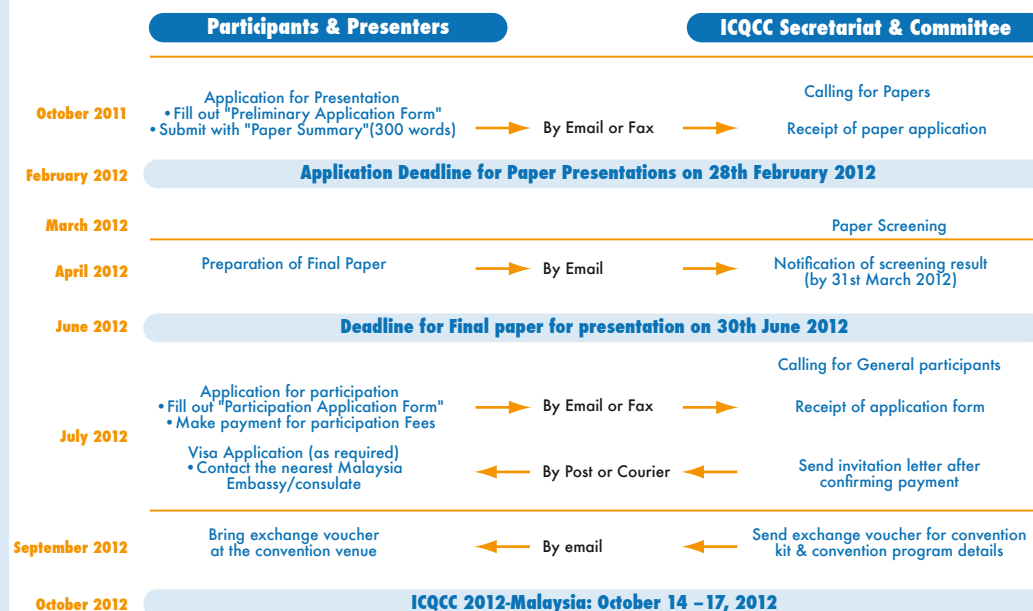 Participants & Presenters
ICQCC Secretariat & Committee
October 2011
Application for Presentation
• Fill out "Preliminary Application Form"
• Submit with "Paper Summary"(300 words)
By Email or Fax
Calling for Papers
Receipt of paper application
February 2012
Application Deadline for Paper Presentations on 28th February 2012
March 2012
Paper Screening
April 2012
Preparation of Final Paper
By Email
Notification of screening result
(by 31st March 2012)
June 2012
Deadline for Final paper for presentation on 30th June 2012
July 2012
Calling for General participants
Application for participation
• Fill out "Participation Application Form"
• Make payment for participation Fees
By Email or Fax
Receipt of application form
Visa Application (as required)
• Contact the nearest Malaysia
Embassy/consulate
By Post or Courier
Send invitation letter after
confirming payment
September 2012
Bring exchange voucher
at the convention venue
By email
Send exchange voucher for convention
kit & convention program details
October 2012
ICQCC 2012-Malaysia: October 14 –17, 2012